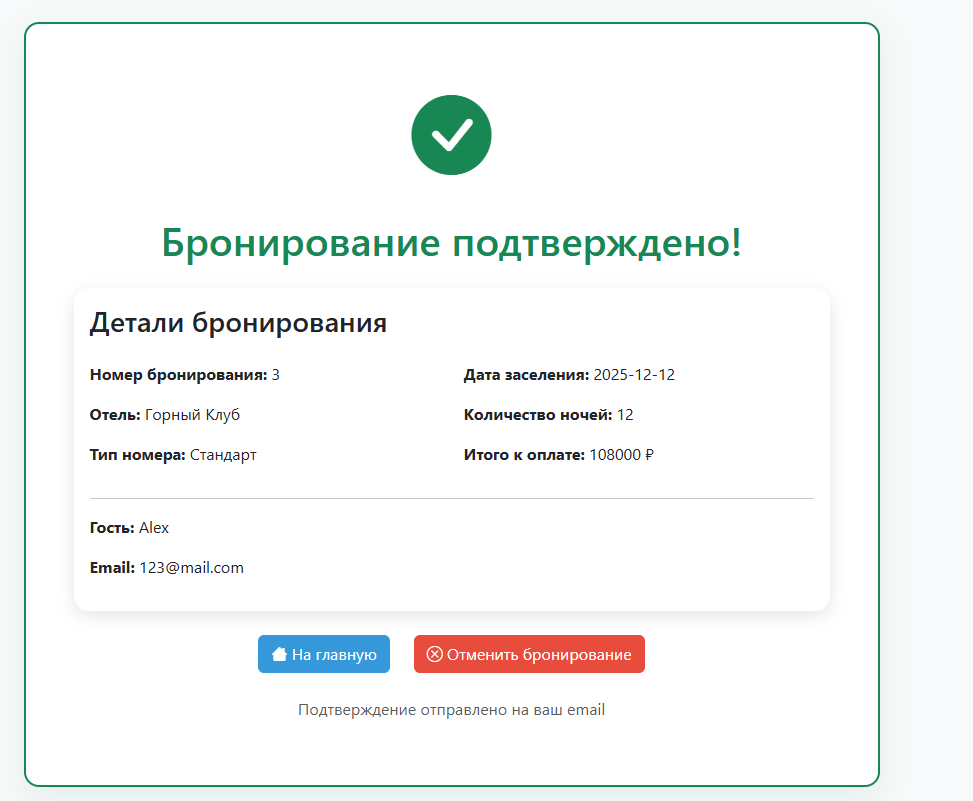 Бронирование подтверждено!
Детали бронирования
Номер бронирования: 3
Дата заселения: 2025-12-12
Отель: Горный Клуб
Количество ночей: 12
Тип номера: Стандарт
Итого к оплате: 108000 ₽
Гость: Alex
Email: 123@mail.com
На главную
Отменить бронирование
Подтверждение отправлено на ваш email